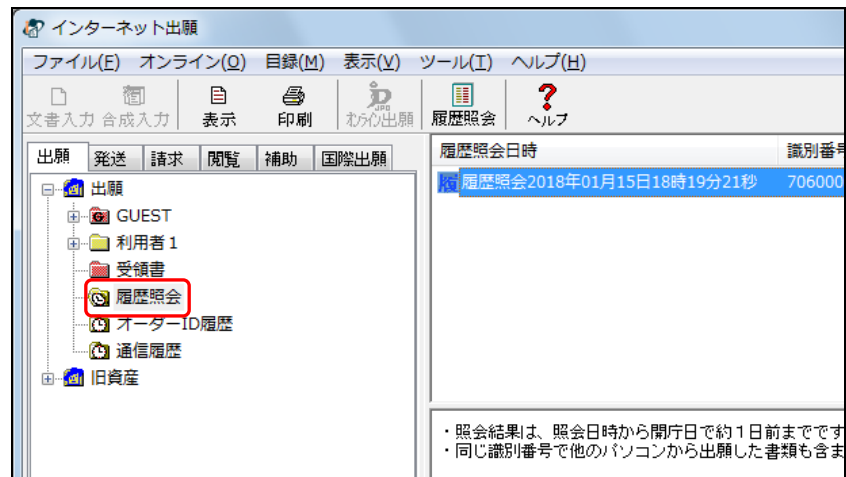 インターネット出願
ファイル(F) オンライン(O) 目録(M) 表示(V) ツール(T) ヘルプ(H)
文書入力 合成入力 表示 印刷 出願 履歴照会 ヘルプ
出願 発送 請求 閲覧 補助 国際出願
履歴照会日時 識別番号
出願
履歴照会2018年01月15日18時19分21秒 706000
GUEST
利用者1
受領書
履歴照会
オーダーID履歴
通信履歴
旧資産
・照会結果は、照会日時から開庁日で約1日前までです
・同じ識別番号で他のパソコンから出願した書類も含ま